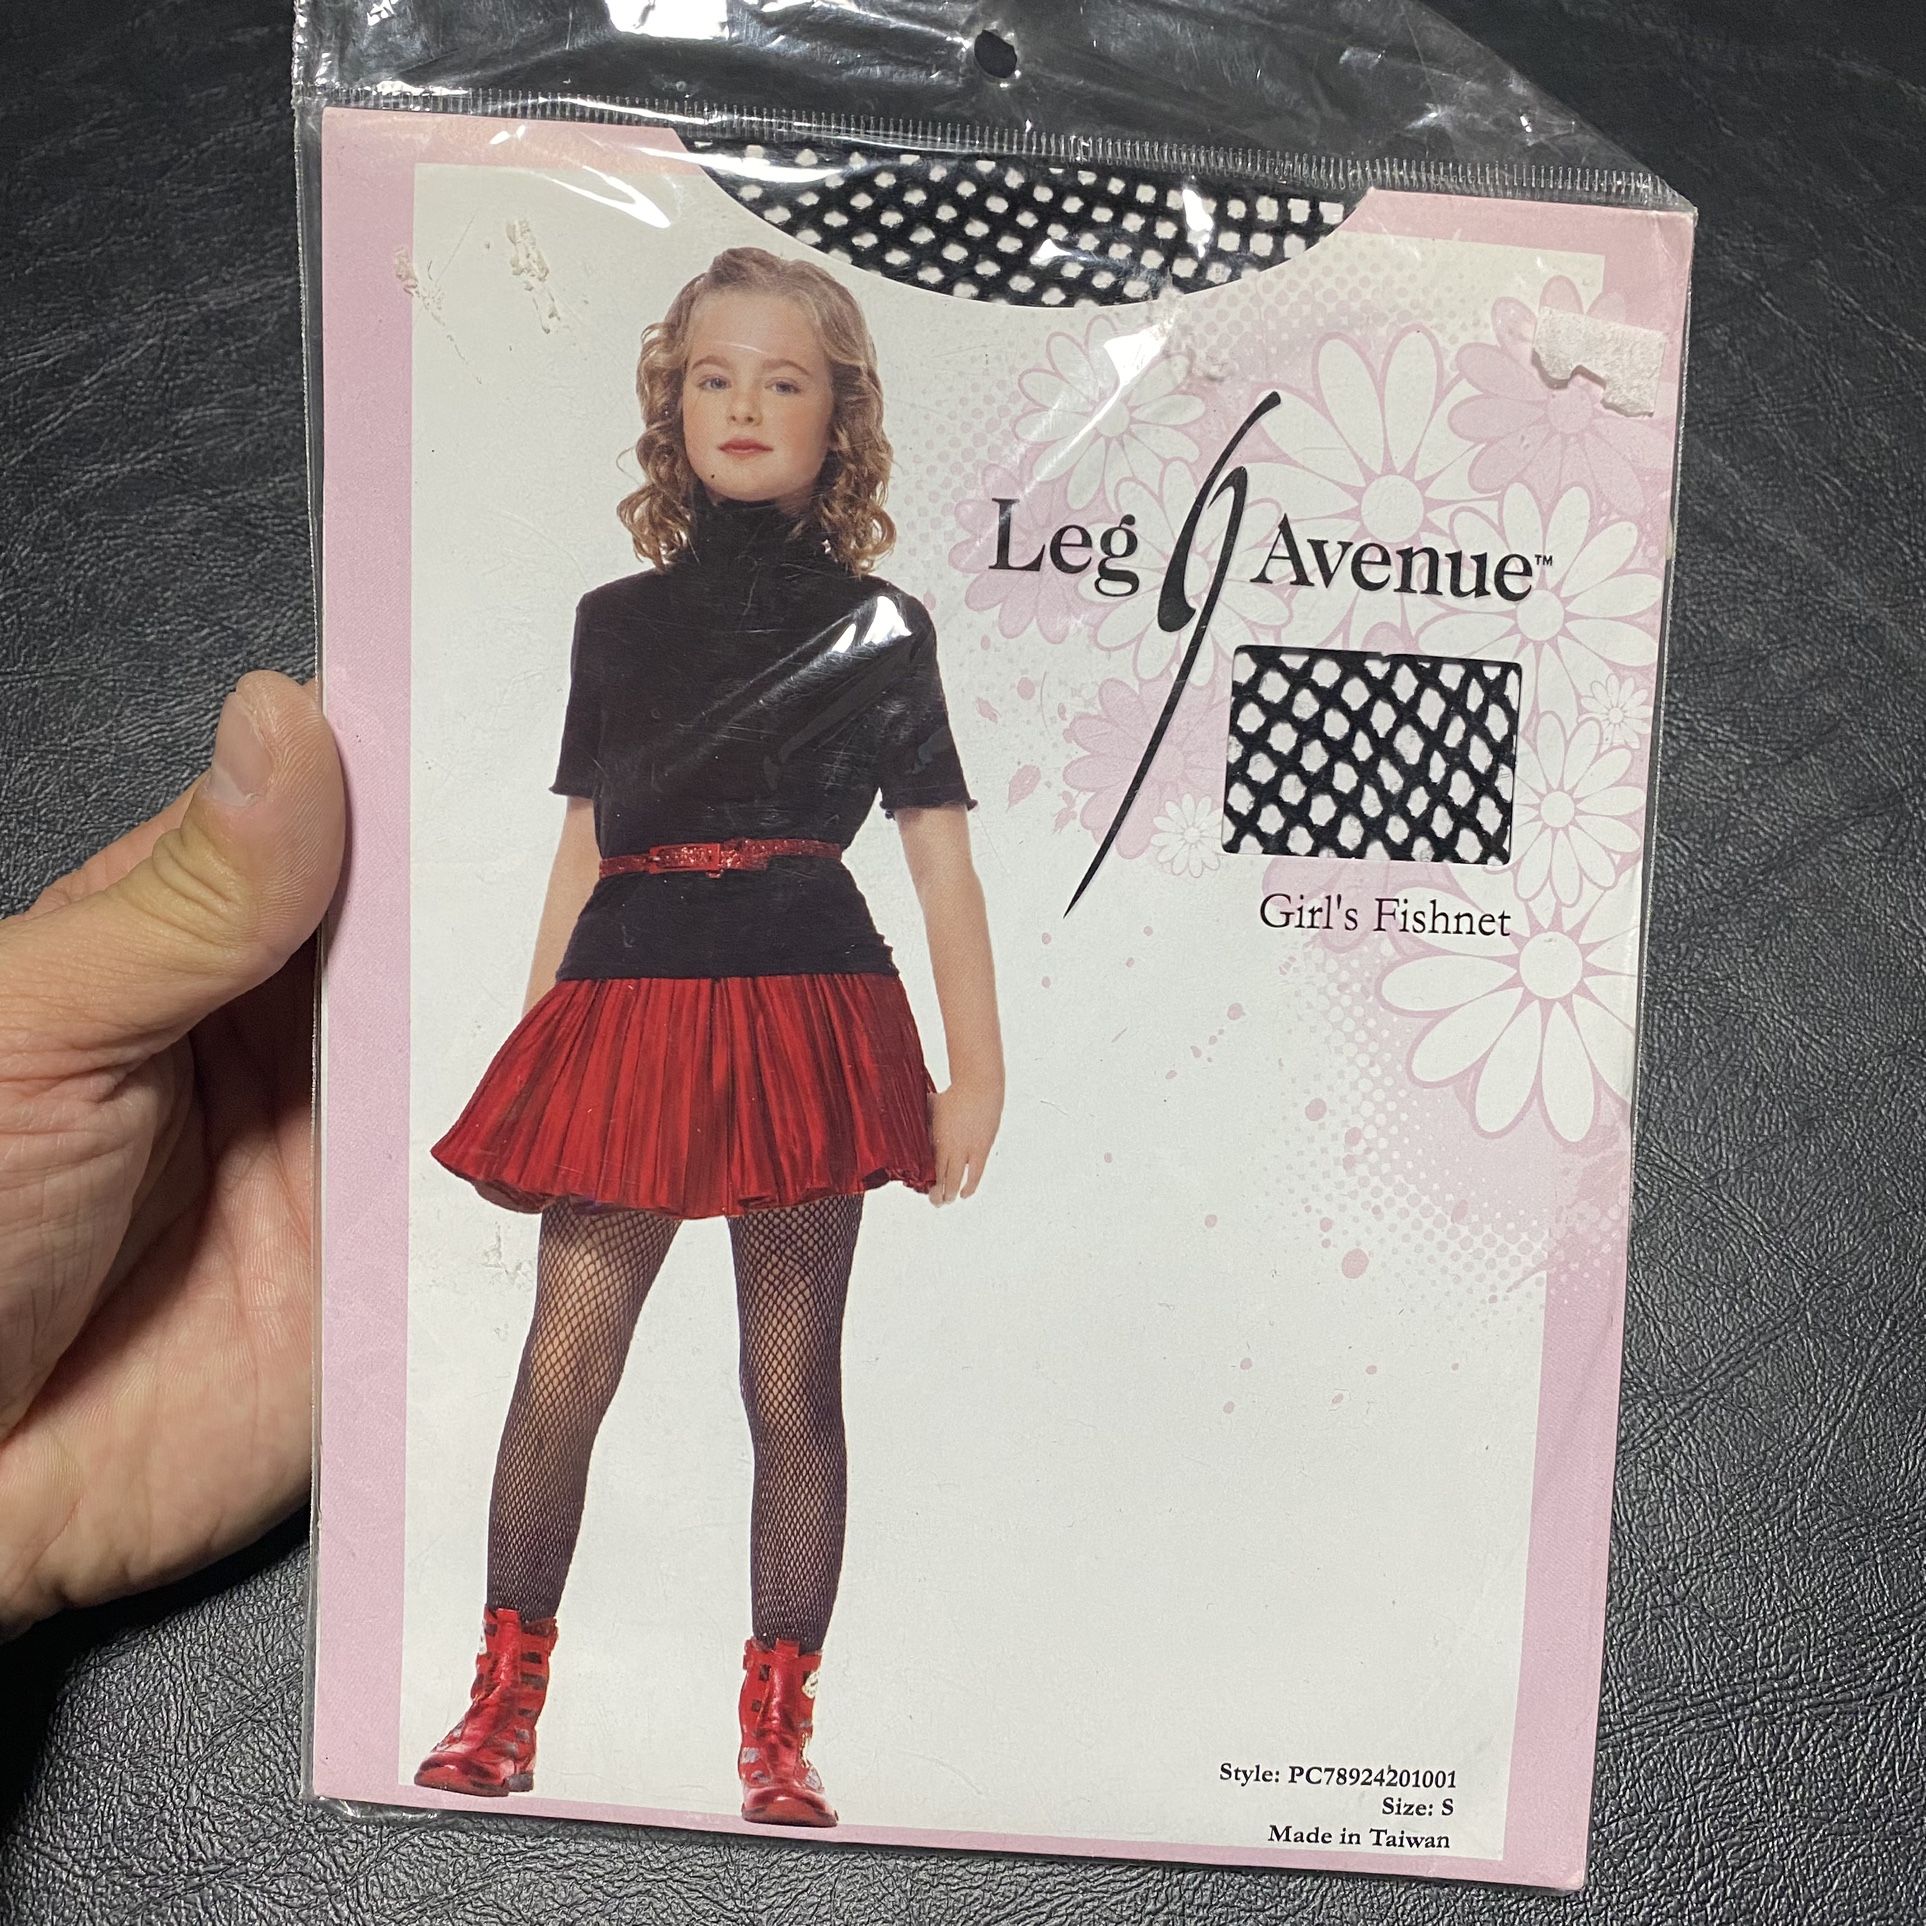 Leg Avenue™
Girl's Fishnet
Style: PC78924201001
Size: S
Made in Taiwan